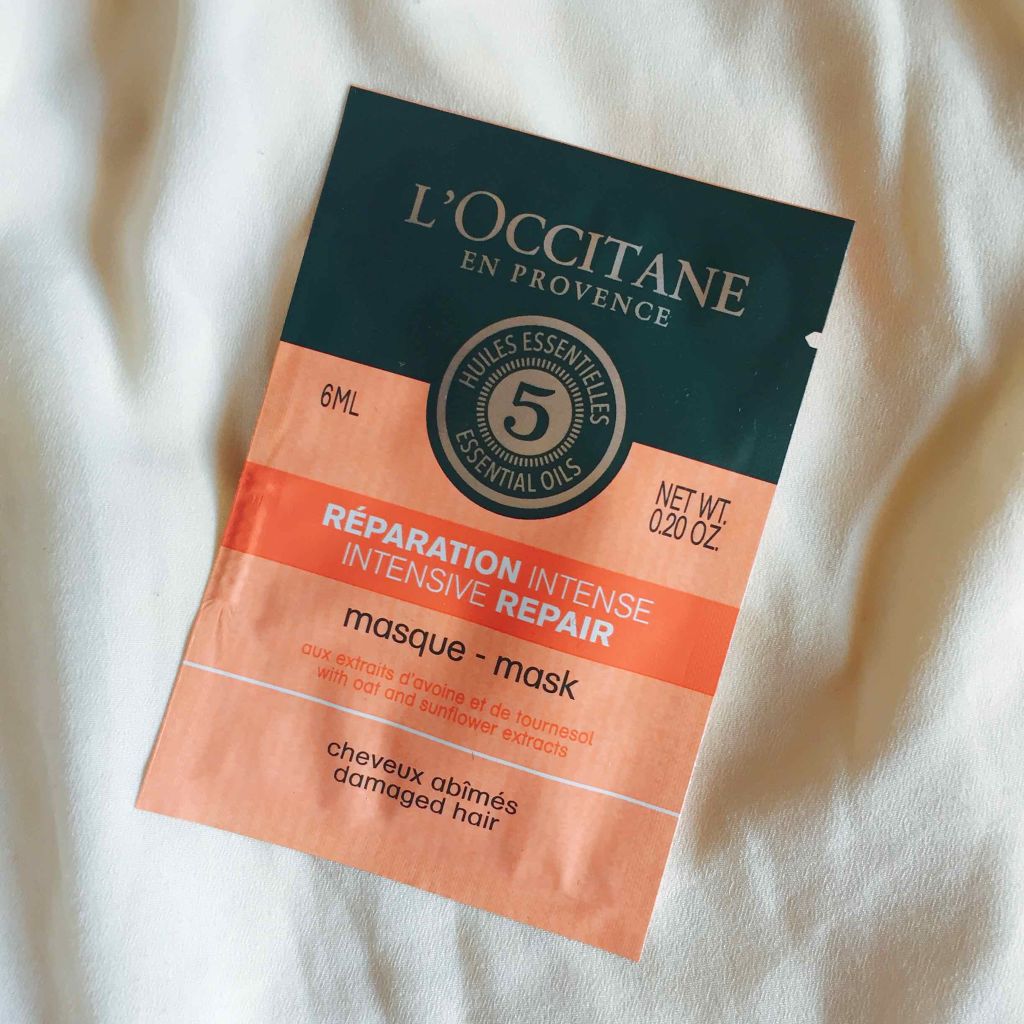 L'OCCITANE
EN PROVENCE
HUILES ESSENTIELLES
5
ESSENTIAL OILS
6ML
NET WT.
0.20 OZ.
RÉPARATION INTENSE
INTENSIVE REPAIR
masque - mask
aux extraits d'avoine et de tournesol
with oat and sunflower extracts
cheveux abîmés
damaged hair